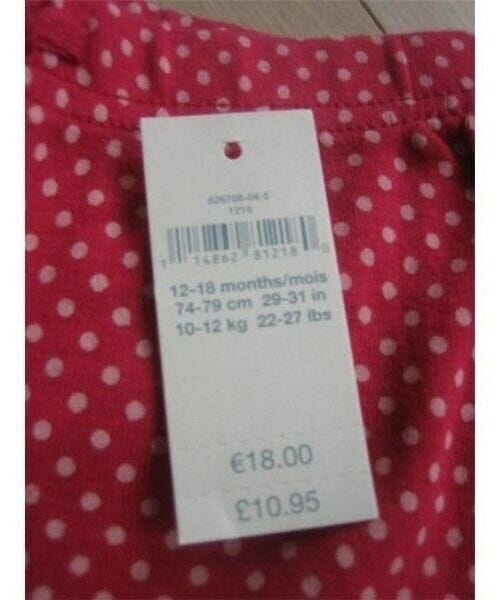 826708-04-0
1218
1 14862 81218 0
12-18 months/mois
74-79 cm 29-31 in
10-12 kg 22-27 lbs
€18.00
£10.95